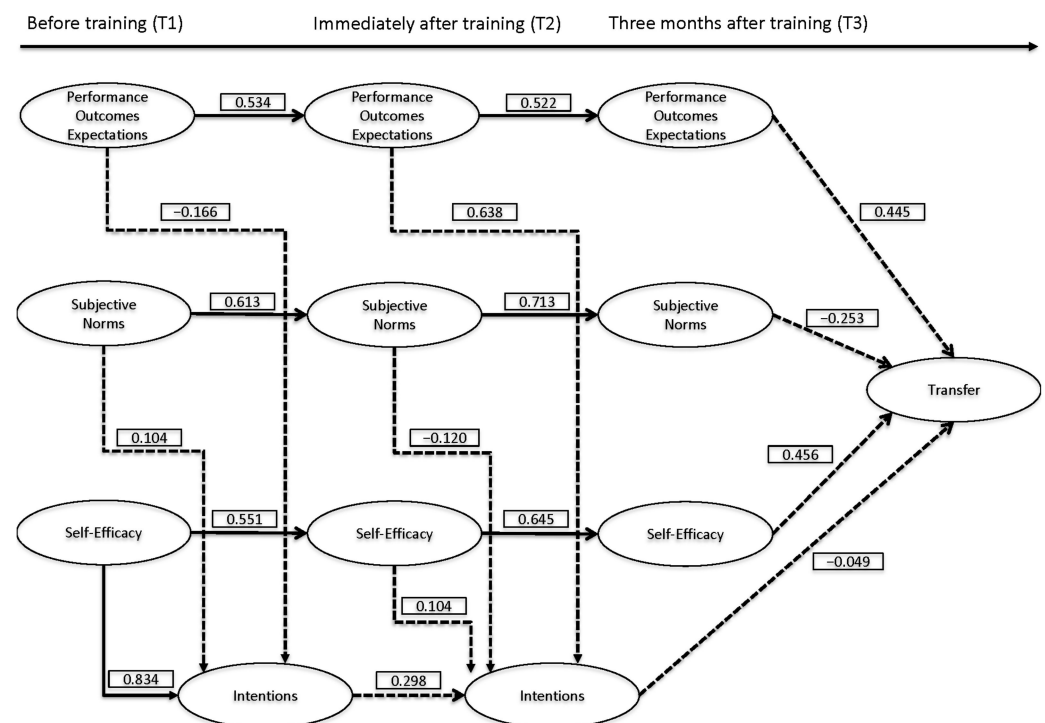 Before training (T1)
Immediately after training (T2)
Three months after training (T3)
Performance
Outcomes
Expectations
0.534
Performance
Outcomes
Expectations
0.522
Performance
Outcomes
Expectations
−0.166
0.638
0.445
Subjective
Norms
0.613
Subjective
Norms
0.713
Subjective
Norms
−0.253
Transfer
0.104
−0.120
0.456
Self-Efficacy
0.551
Self-Efficacy
0.645
Self-Efficacy
−0.049
0.104
0.834
Intentions
0.298
Intentions